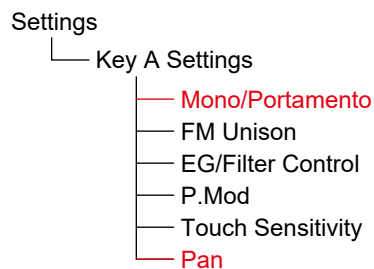 Settings
Key A Settings
Mono/Portamento
FM Unison
EG/Filter Control
P.Mod
Touch Sensitivity
Pan